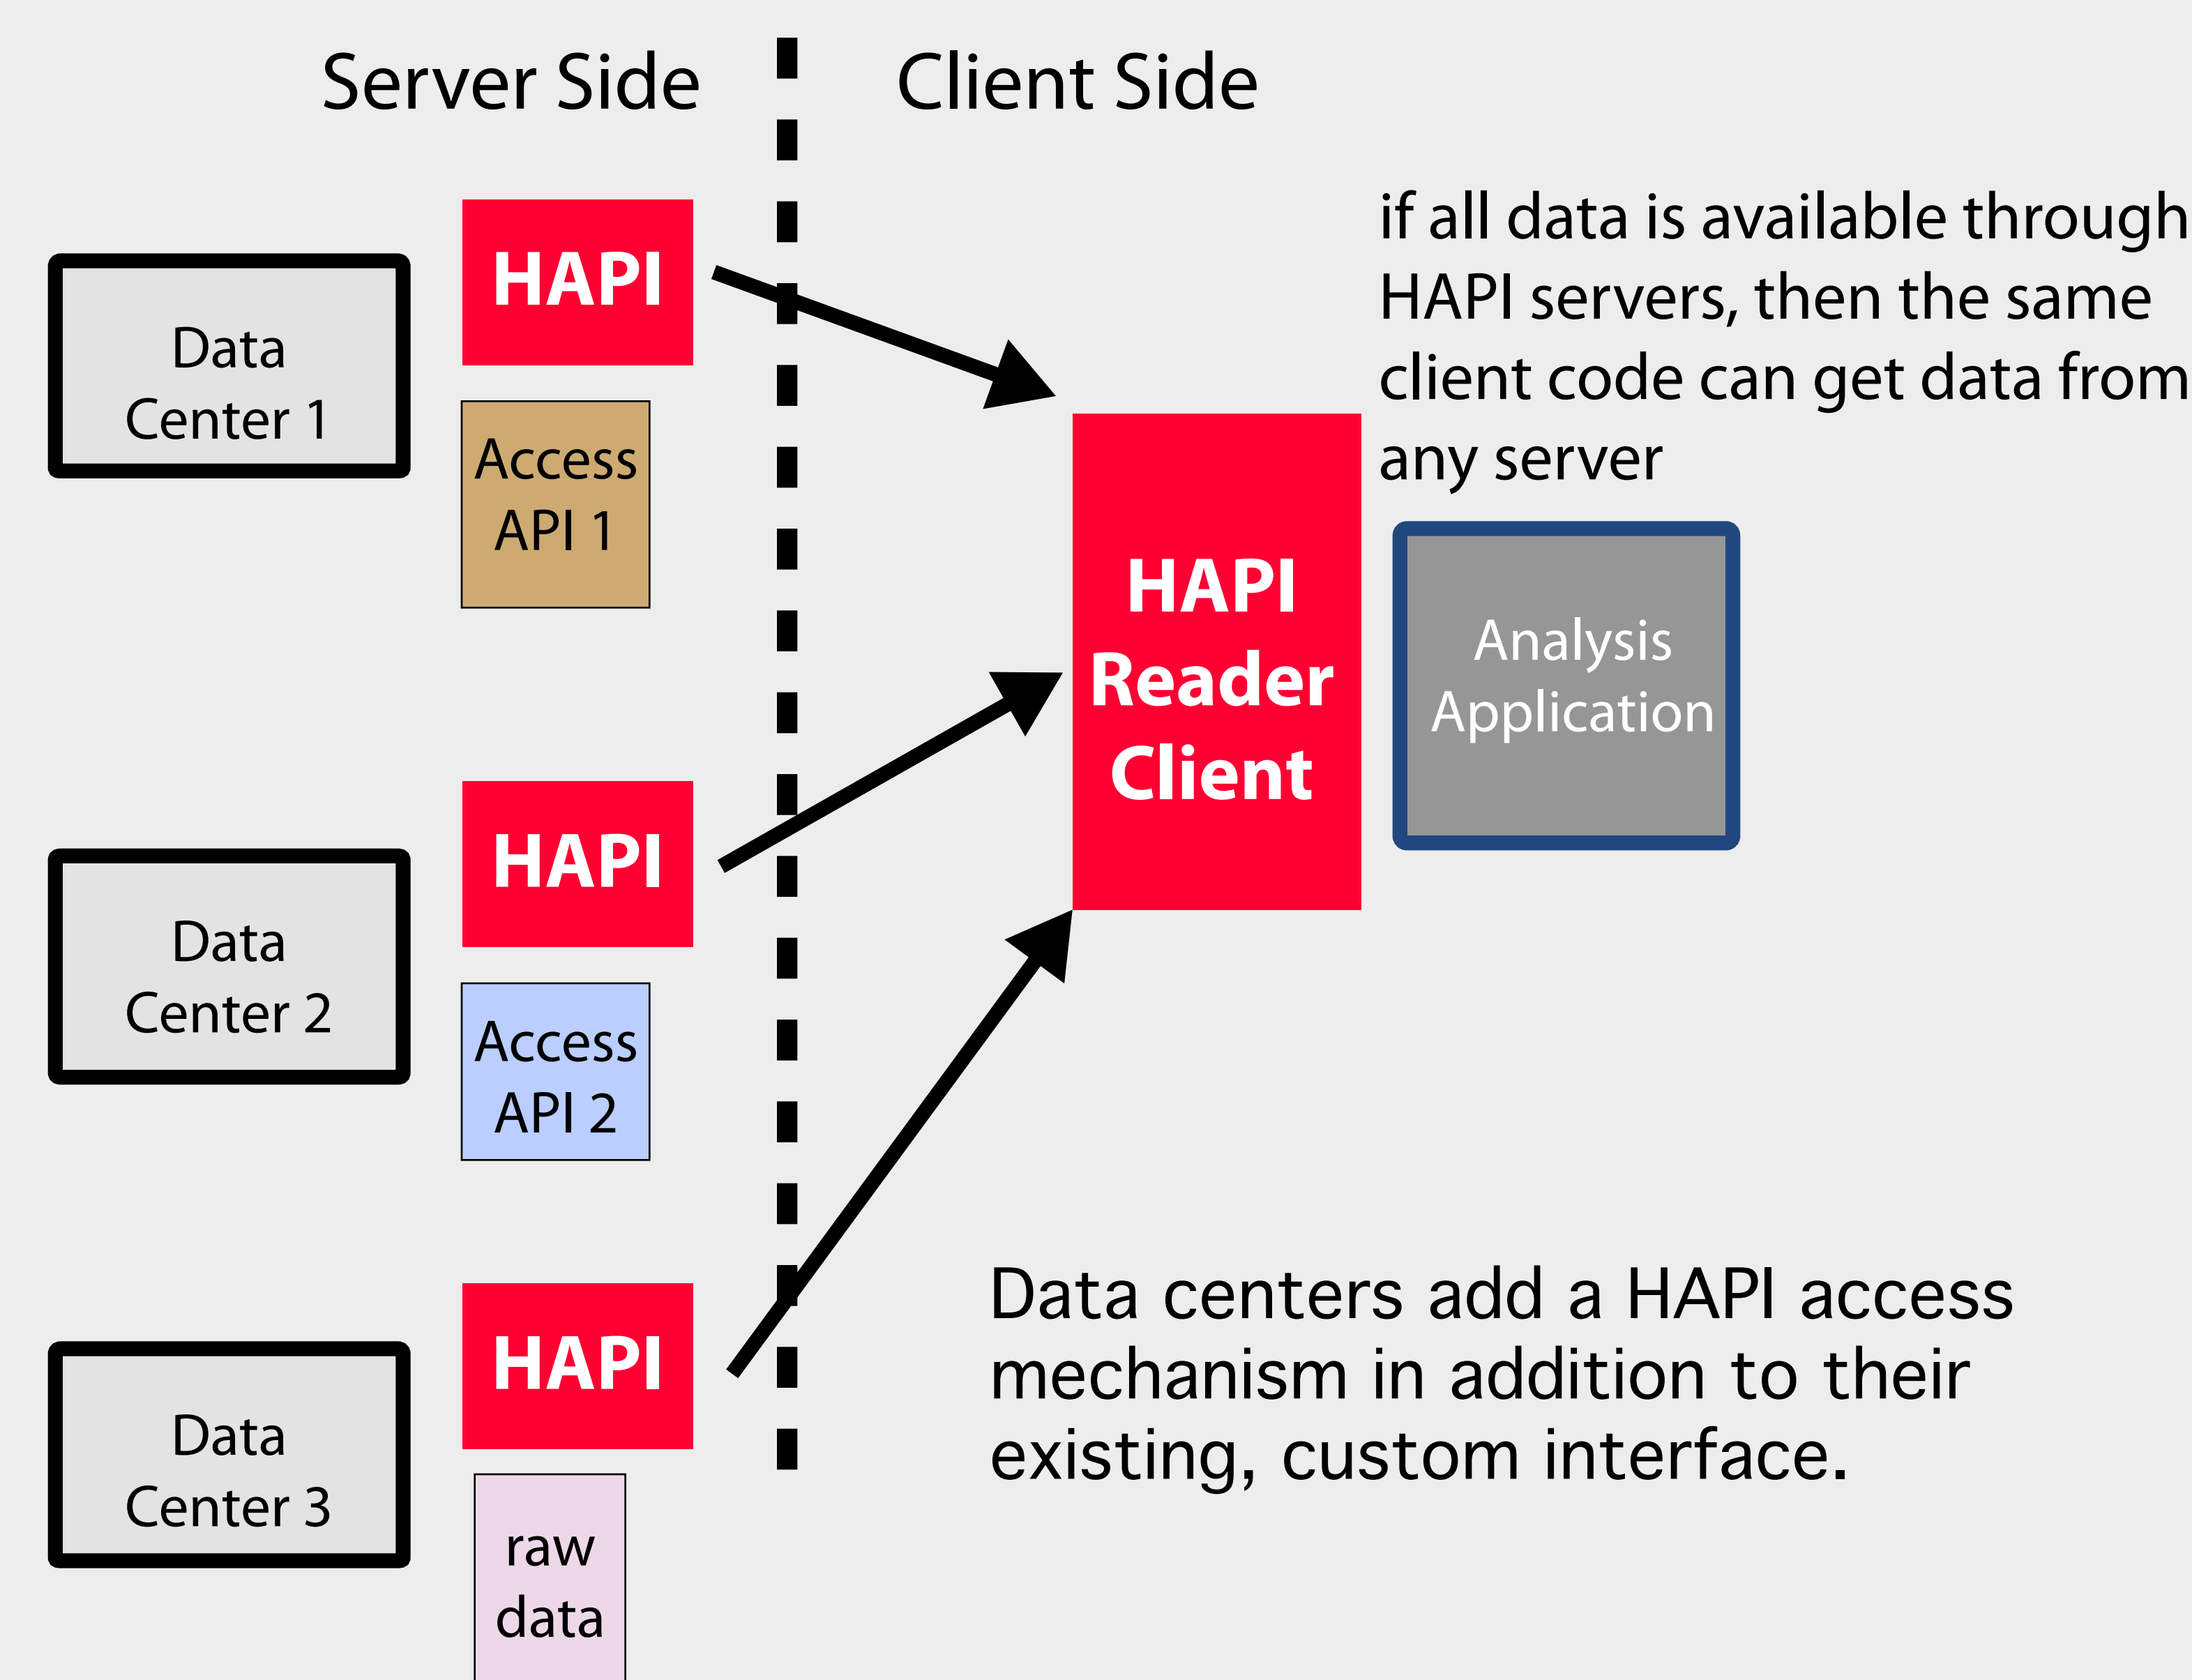 Server Side
Client Side
HAPI
Data
Center 1
Access
API 1
if all data is available through
HAPI servers, then the same
client code can get data from
any server
HAPI
Reader
Client
Analysis
Application
HAPI
Data
Center 2
Access
API 2
HAPI
Data
Center 3
raw
data
Data centers add a HAPI access
mechanism in addition to their
existing, custom interface.